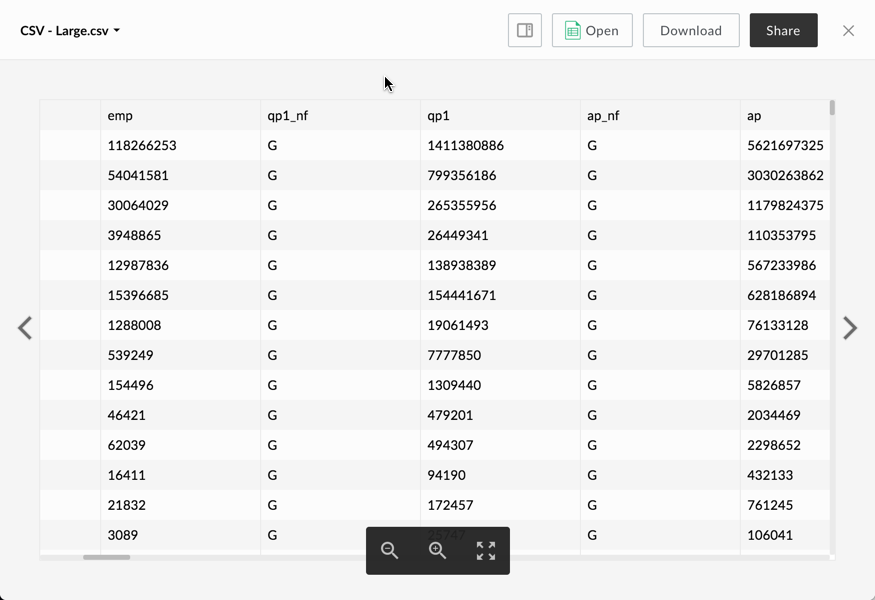 CSV - Large.csv Open Download Share
emp qp1_nf qp1 ap_nf ap
118266253 G 1411380886 G 5621697325
54041581 G 799356186 G 3030263862
30064029 G 265355956 G 1179824375
3948865 G 26449341 G 110353795
12987836 G 138938389 G 567233986
15396685 G 154441671 G 628186894
1288008 G 19061493 G 76133128
539249 G 7777850 G 29701285
154496 G 1309440 G 5826857
46421 G 479201 G 2034469
62039 G 494307 G 2298652
16411 G 94190 G 432133
21832 G 172457 G 761245
3089 G G 106041